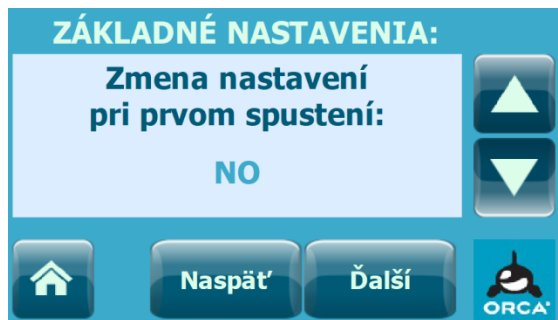 ZÁKLADNÉ NASTAVENIA:
Zmena nastavení
pri prvom spustení:
NO
Naspäť
Ďalší
ORCA